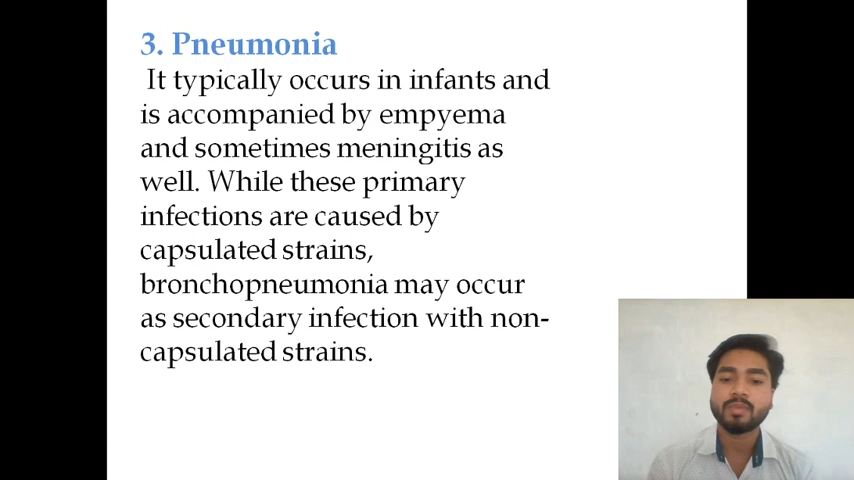 3. Pneumonia
It typically occurs in infants and
is accompanied by empyema
and sometimes meningitis as
well. While these primary
infections are caused by
capsulated strains,
bronchopneumonia may occur
as secondary infection with non-
capsulated strains.